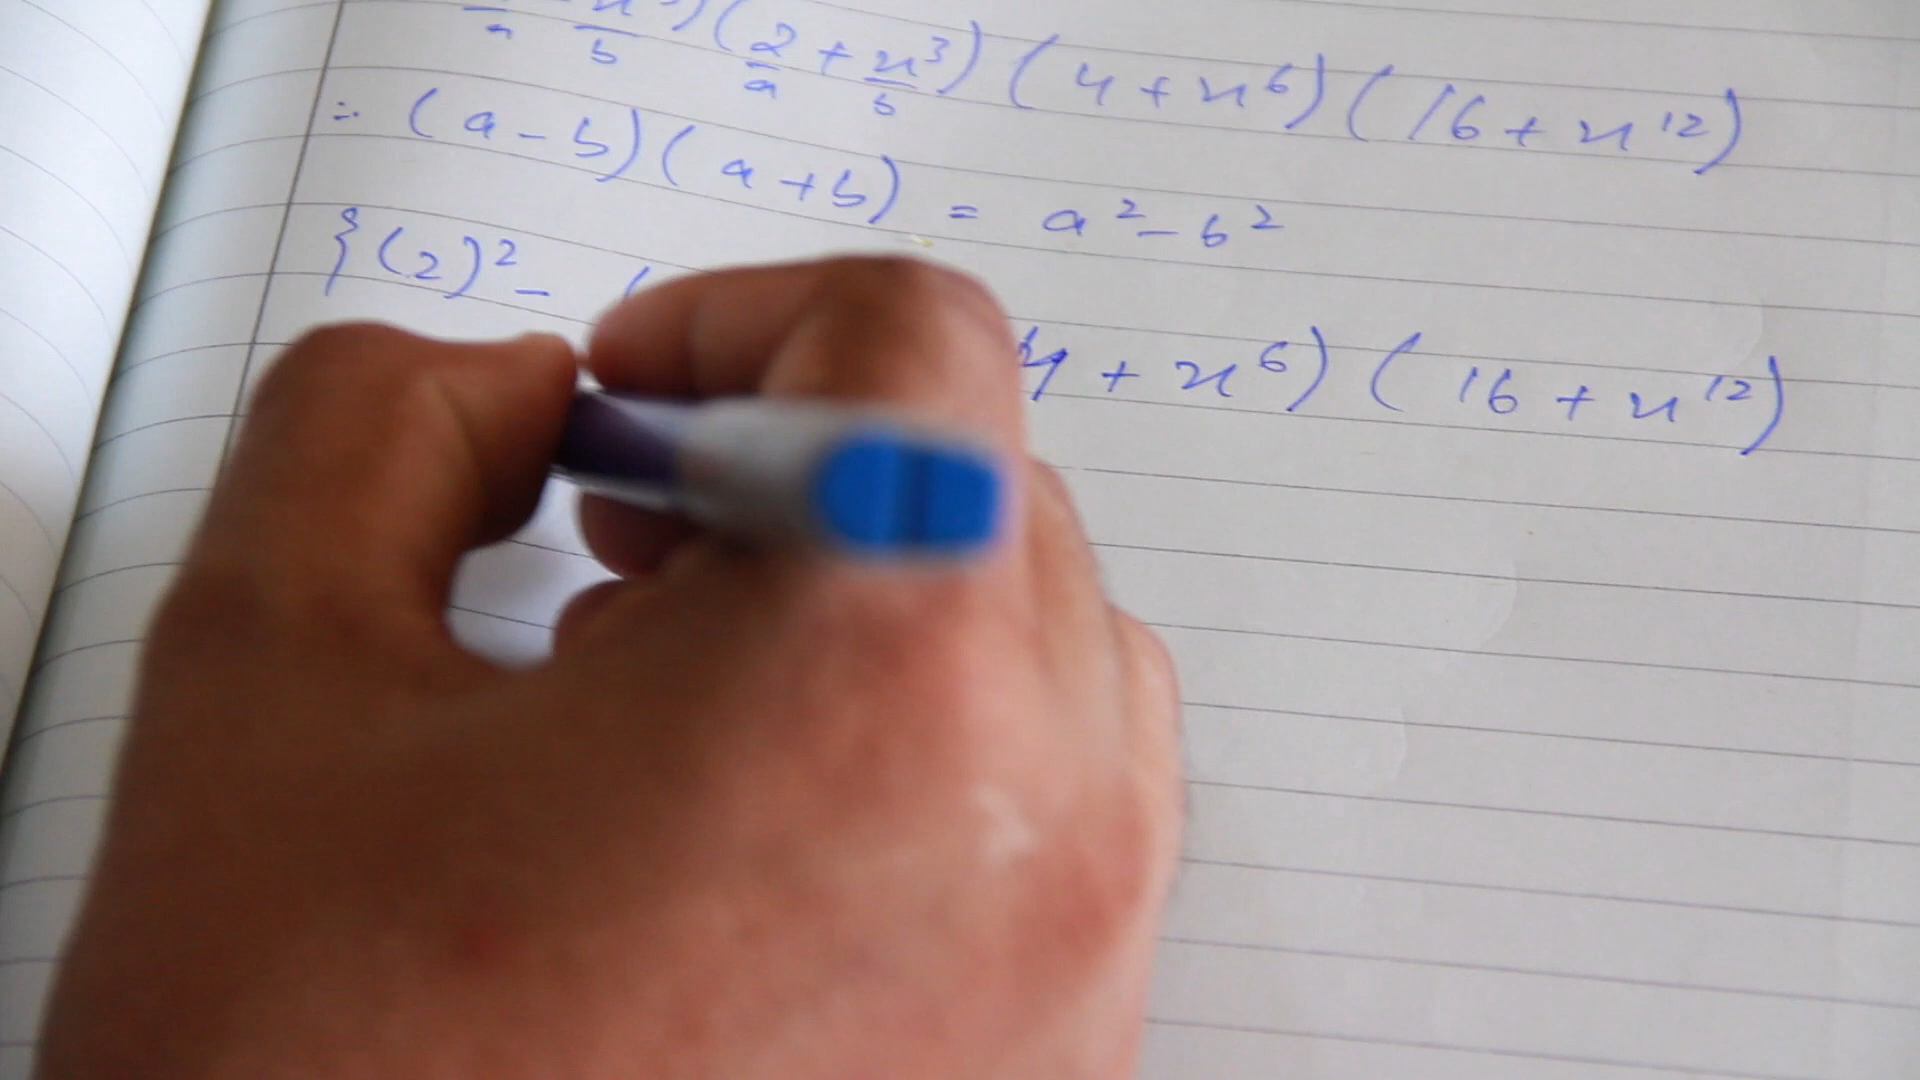 (2 + x³)(4 + x⁶)(16 + x¹²)
a b a b
∴ (a - b)(a + b) = a² - b²
{(2)² - ( 4 + x⁶)(16 + x¹²)